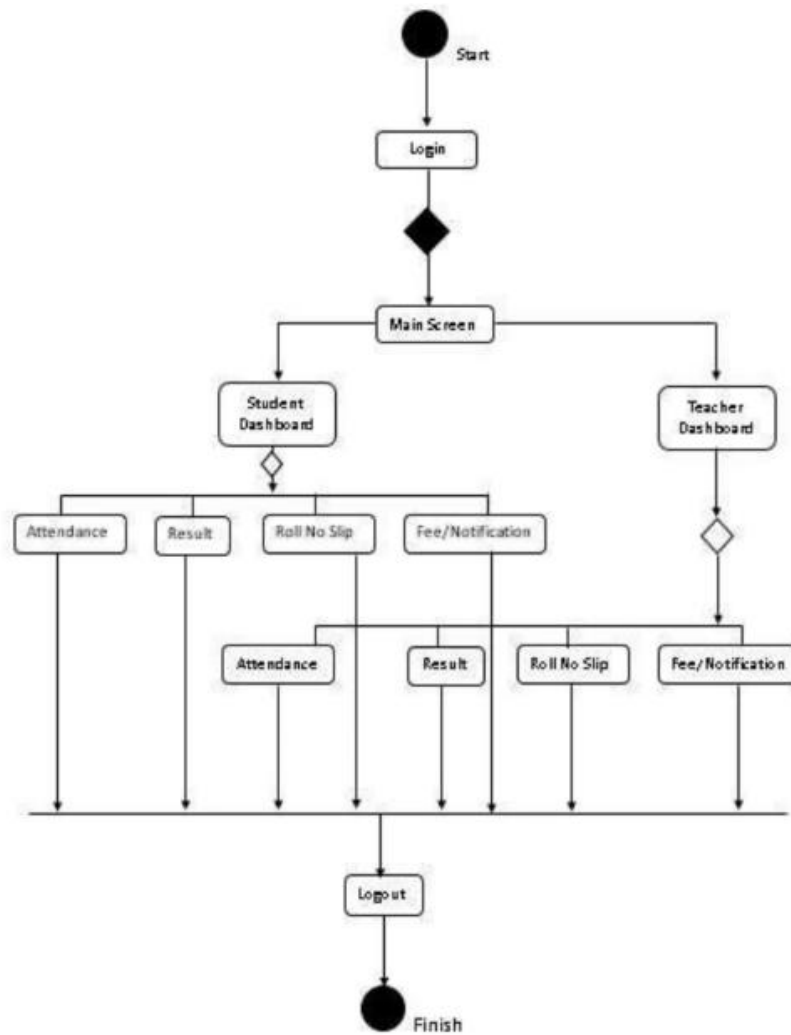 Start
Login
Main Screen
Student
Dashboard
Teacher
Dashboard
Attendance
Result
Roll No Slip
Fee/Notification
Attendance
Result
Roll No Slip
Fee/Notification
Logout
Finish